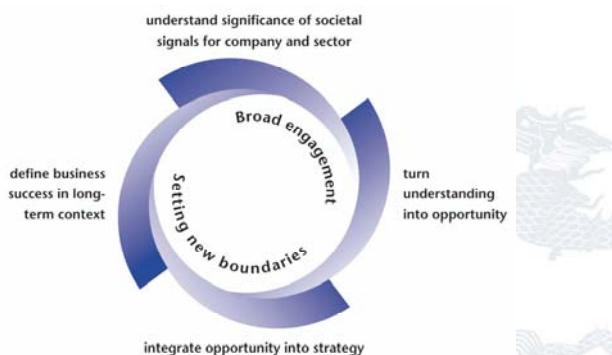 understand significance of societal
signals for company and sector
Broad engagement
define business
success in long-
term context
Setting new boundaries
turn
understanding
into opportunity
integrate opportunity into strategy